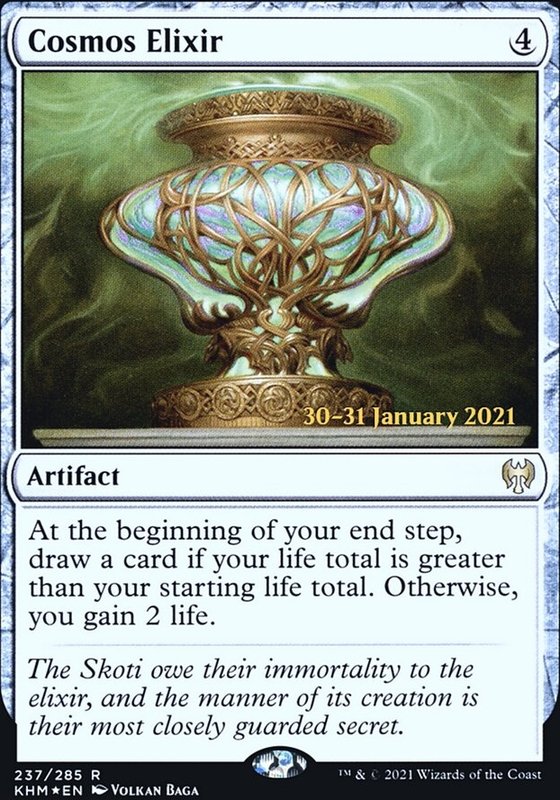 Cosmos Elixir 4
30–31 January 2021
Artifact
At the beginning of your end step,
draw a card if your life total is greater
than your starting life total. Otherwise,
you gain 2 life.
The Skoti owe their immortality to the
elixir, and the manner of its creation is
their most closely guarded secret.
237/285 R
KHM★EN VOLKAN BAGA
™ & © 2021 Wizards of the Coast